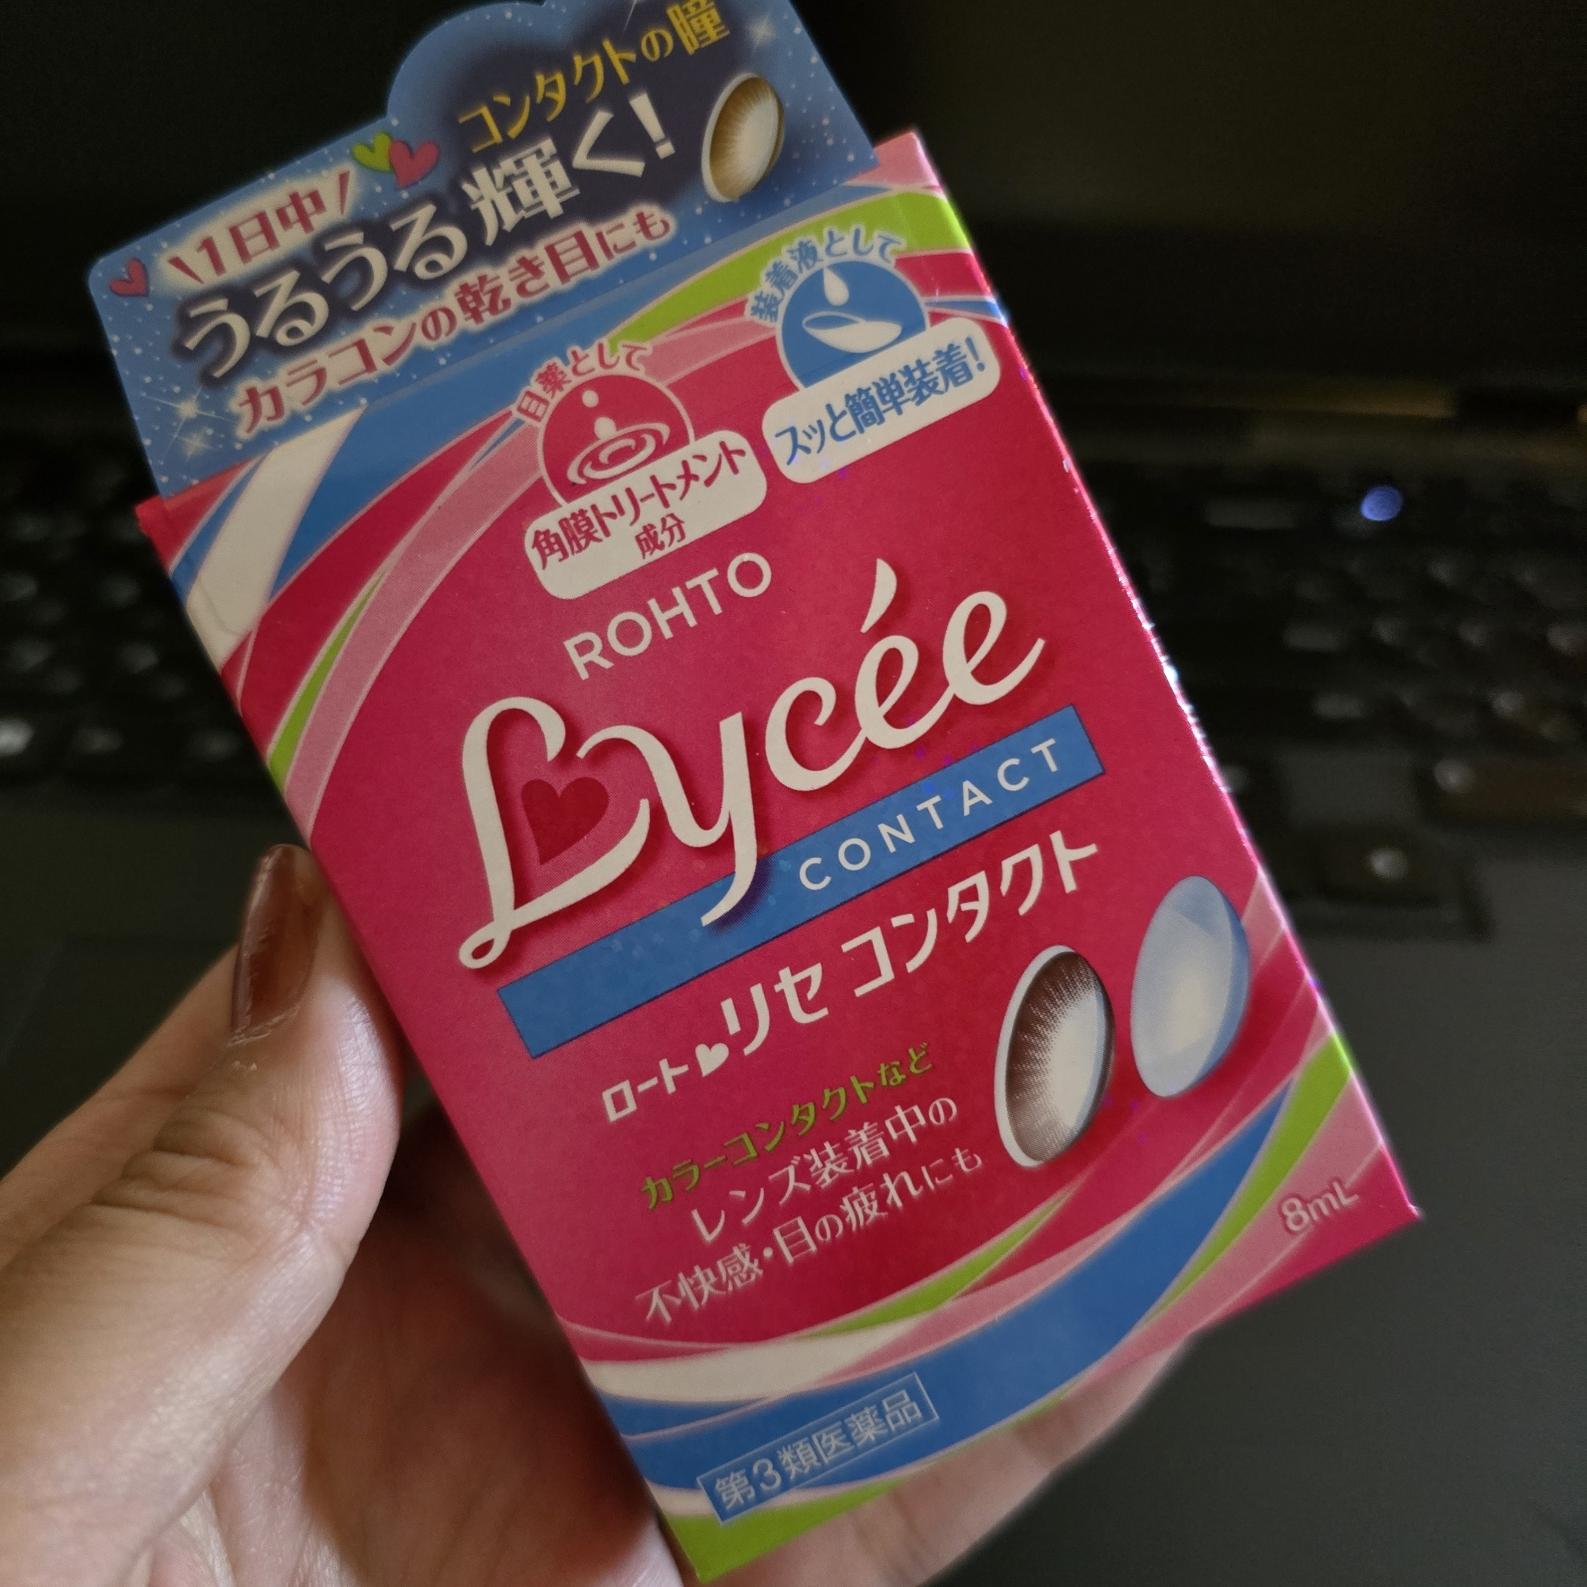 コンタクトの瞳
\1日中/
うるうる輝く!
カラコンの乾き目にも
目薬として
角膜トリートメント
成分
装着液として
スッと簡単装着!
ROHTO
Lycée
CONTACT
ロートリセ コンタクト
カラーコンタクトなど
レンズ装着中の
不快感・目の疲れにも
8mL
第3類医薬品